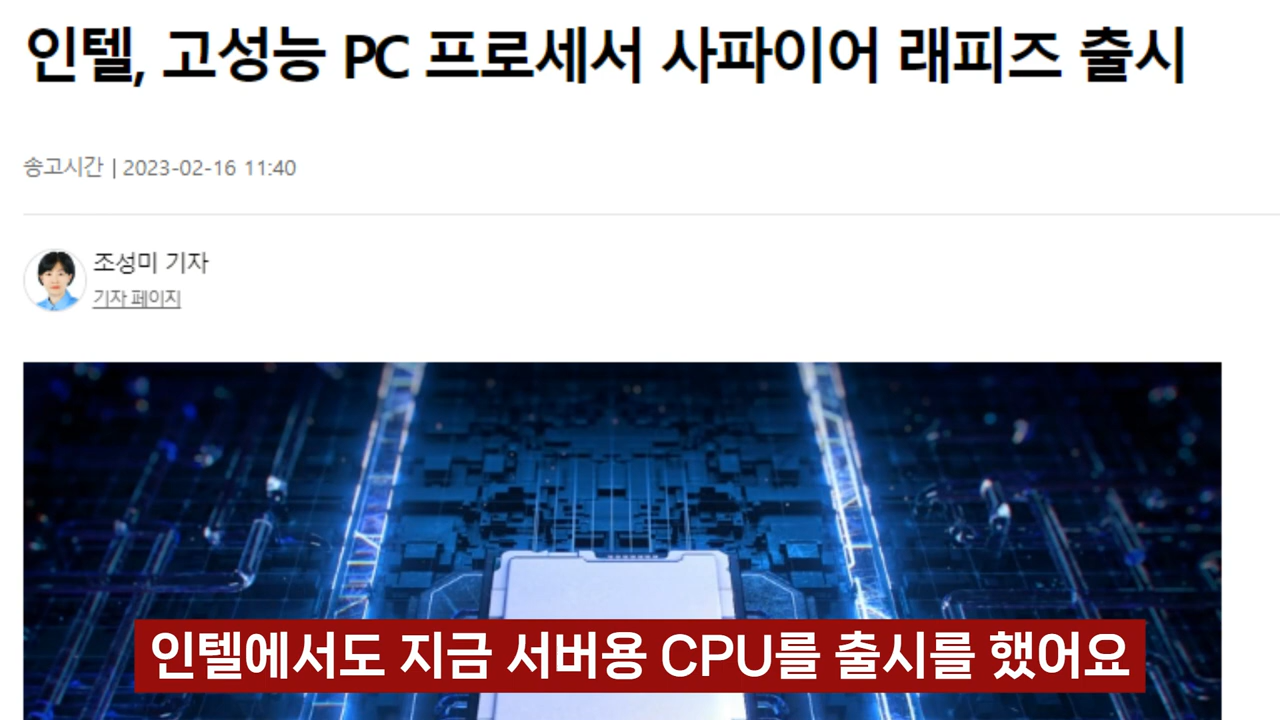 인텔, 고성능 PC 프로세서 사파이어 래피즈 출시
송고시간 | 2023-02-16 11:40
조성미 기자
기자 페이지
인텔에서도 지금 서버용 CPU를 출시를 했어요